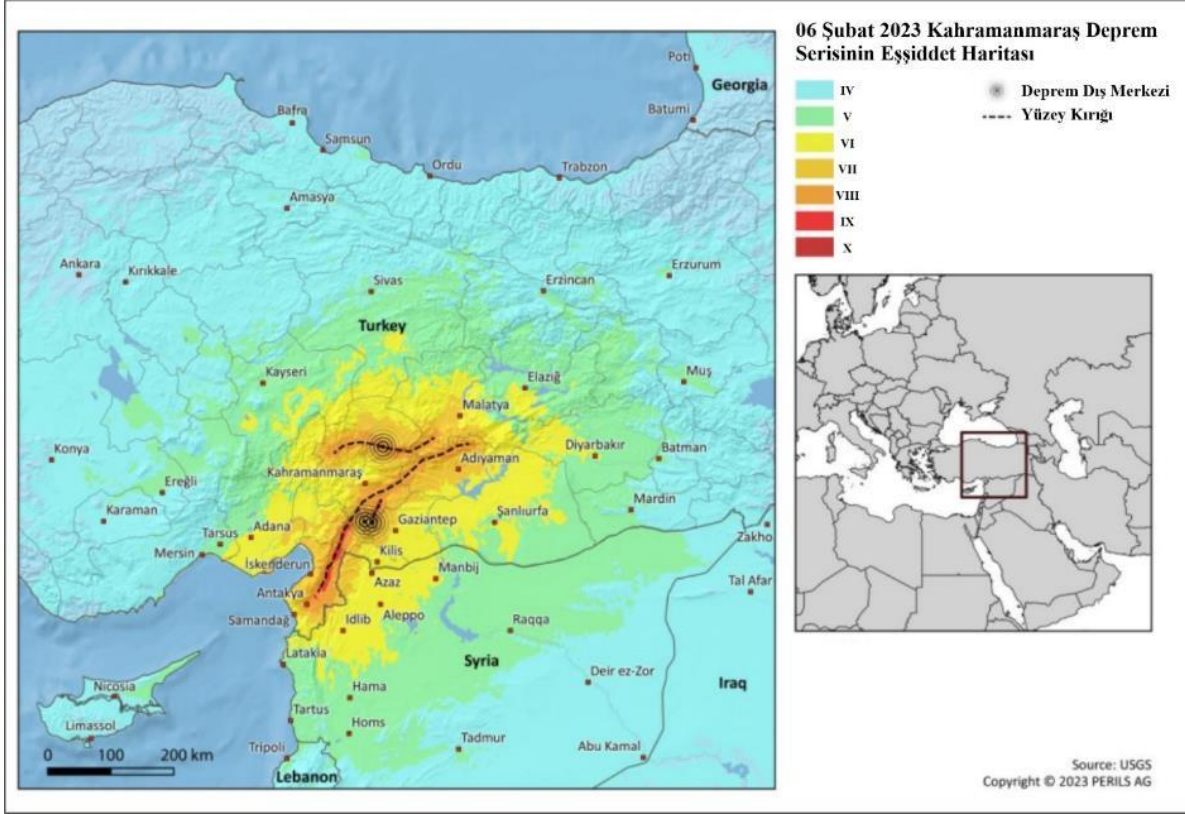 06 Şubat 2023 Kahramanmaraş Deprem
Serisinin Eşşiddet Haritası
IV
V
VI
VII
VIII
IX
X
Deprem Dış Merkezi
Yüzey Kırığı
Poti
Georgia
Batumi
Bafra
Samsun
Ordu
Trabzon
Amasya
Ankara
Kırıkkale
Sivas
Erzincan
Erzurum
Turkey
Kayseri
Elazığ
Muş
Malatya
Konya
Diyarbakır
Batman
Kahramanmaraş
Adıyaman
Ereğli
Karaman
Mardin
Adana
Gaziantep
Şanlıurfa
Tarsus
Mersin
Zakho
İskenderun
Kilis
Manbij
Azaz
Tal Afar
Antakya
Samandağ
Idlib
Aleppo
Raqqa
Latakia
Syria
Deir ez-Zor
Iraq
Nicosia
Hama
Limassol
Tartus
Homs
Tadmur
Abu Kamal
Tripoli
Lebanon
0 100 200 km
Source: USGS
Copyright © 2023 PERILS AG